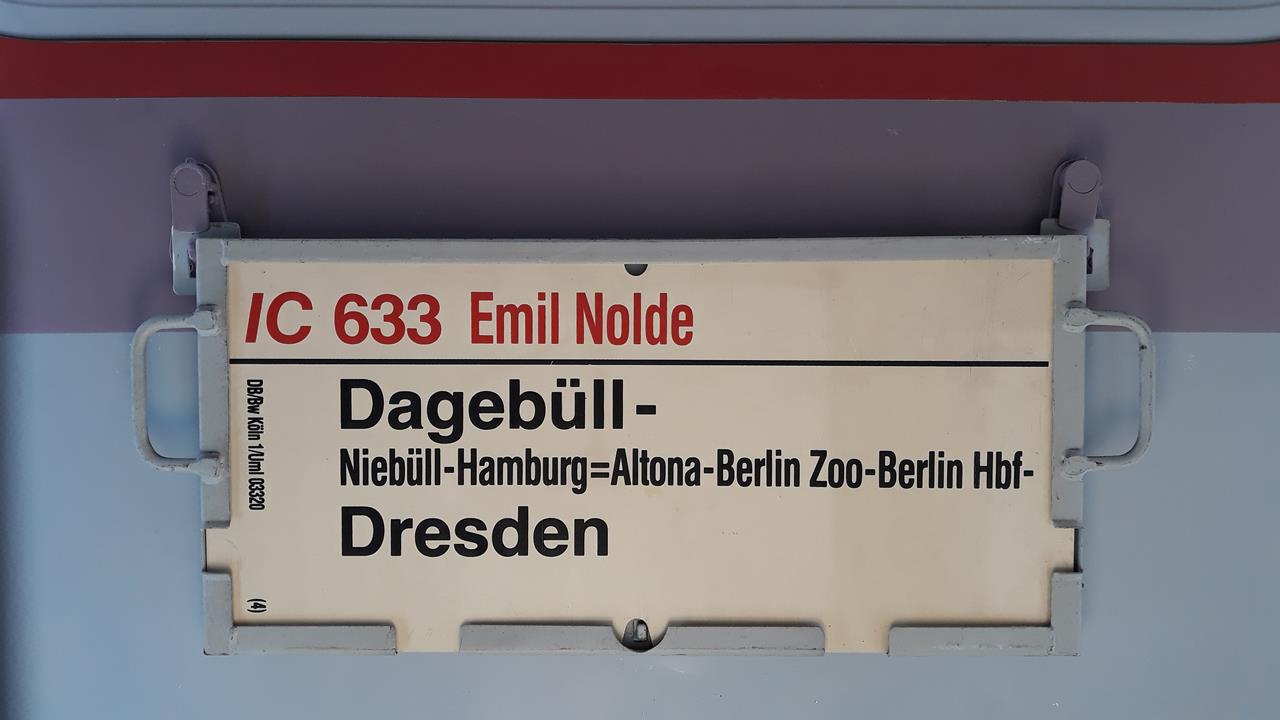 IC 633 Emil Nolde
Dagebüll-
Niebüll-Hamburg=Altona-Berlin Zoo-Berlin Hbf-
Dresden
DB/Bw Köln 1/Uml 03320
(4)